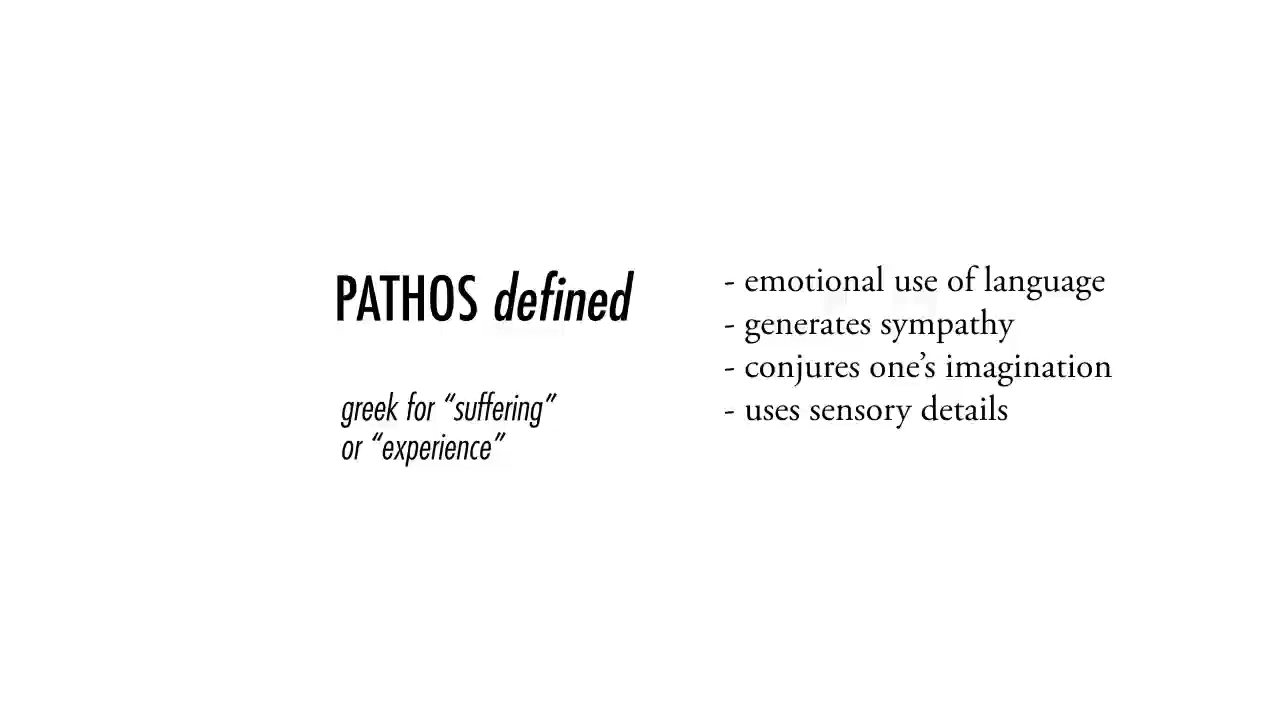 PATHOS defined
greek for “suffering”
or “experience”
- emotional use of language
- generates sympathy
- conjures one’s imagination
- uses sensory details